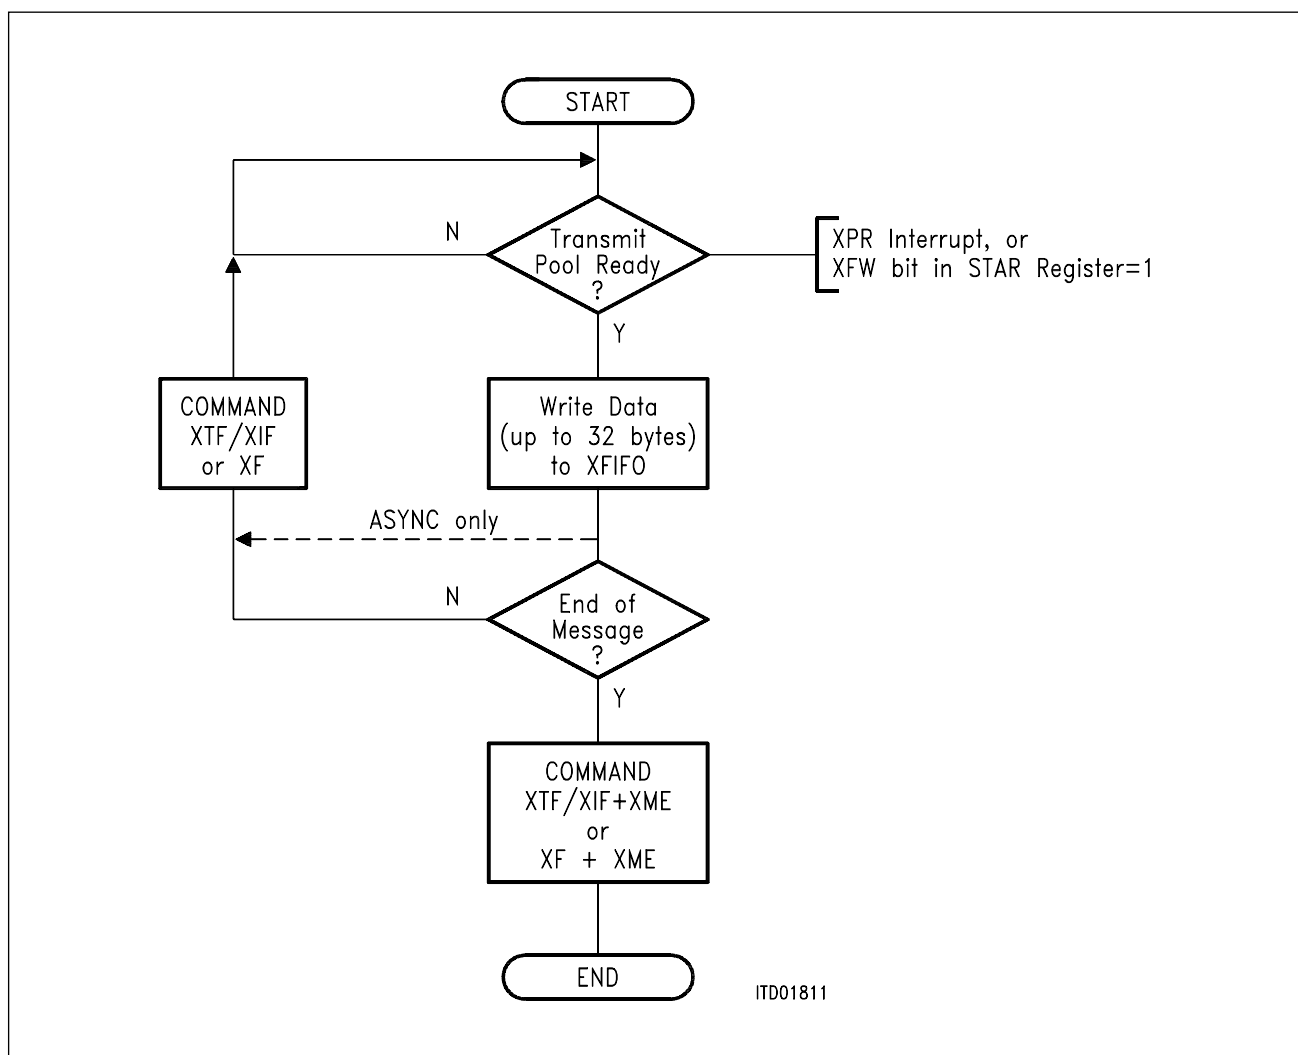 START
N
Transmit
Pool Ready
?
XPR Interrupt, or
XFW bit in STAR Register=1
Y
COMMAND
XTF/XIF
or XF
Write Data
(up to 32 bytes)
to XFIFO
ASYNC only
N
End of
Message
?
Y
COMMAND
XTF/XIF+XME
or
XF + XME
END
ITD01811